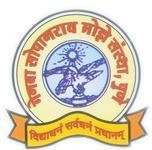 गेनबा सोपानराव मोझे संस्था, पुणे
विद्याधनं सर्वधनं प्रधानम्